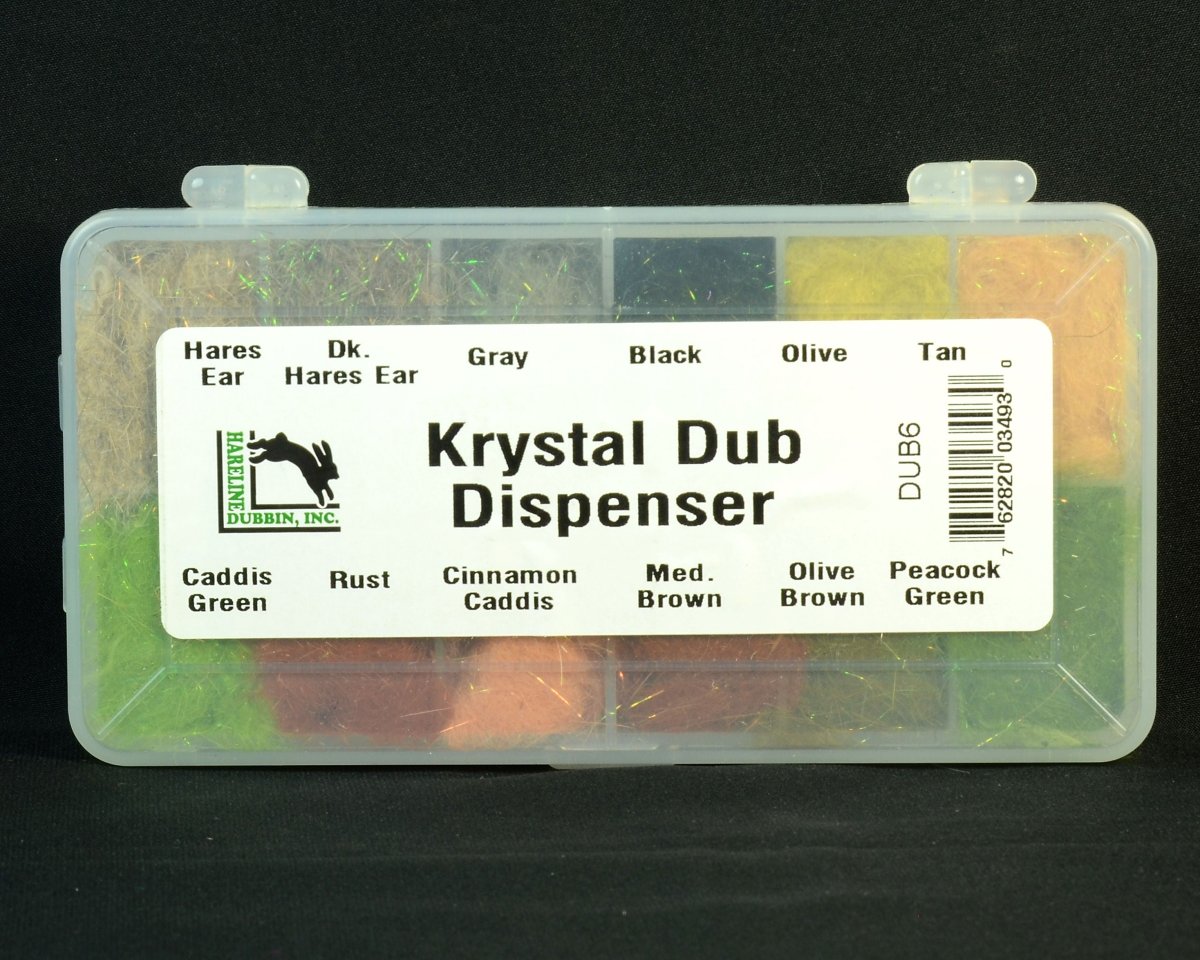 Hares
Ear
Dk.
Hares Ear
Gray
Black
Olive
Tan
HARELINE
DUBBIN, INC.
Krystal Dub
Dispenser
DUB6
7 62820 03493 0
Caddis
Green
Rust
Cinnamon
Caddis
Med.
Brown
Olive
Brown
Peacock
Green